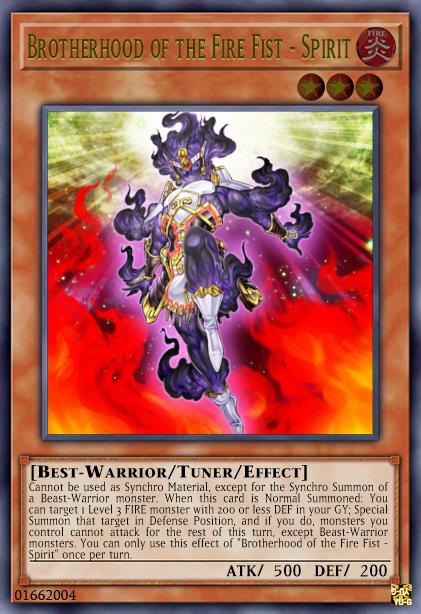 Brotherhood of the Fire Fist - Spirit
FIRE
炎
[Best-Warrior/Tuner/Effect]
Cannot be used as Synchro Material, except for the Synchro Summon of
a Beast-Warrior monster. When this card is Normal Summoned: You
can target 1 Level 3 FIRE monster with 200 or less DEF in your GY; Special
Summon that target in Defense Position, and if you do, monsters you
control cannot attack for the rest of this turn, except Beast-Warrior
monsters. You can only use this effect of "Brotherhood of the Fire Fist -
Spirit" once per turn.
ATK/ 500 DEF/ 200
01662004